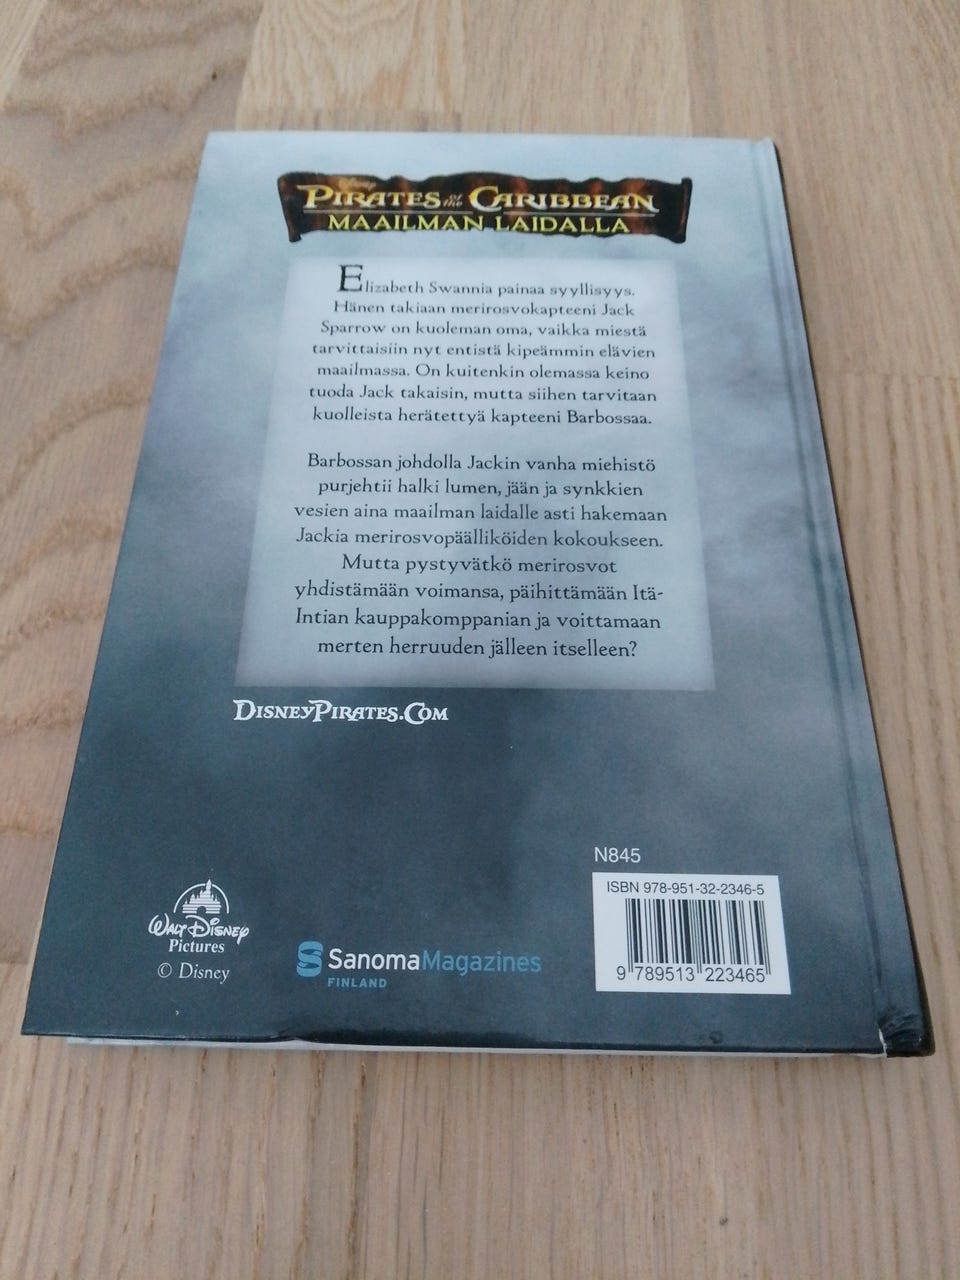 Disney
PIRATES of the CARIBBEAN
MAAILMAN LAIDALLA
Elizabeth Swannia painaa syyllisyys.
Hänen takiaan merirosvokapteeni Jack
Sparrow on kuoleman oma, vaikka miestä
tarvittaisiin nyt entistä kipeämmin elävien
maailmassa. On kuitenkin olemassa keino
tuoda Jack takaisin, mutta siihen tarvitaan
kuolleista herätettyä kapteeni Barbossaa.
Barbossan johdolla Jackin vanha miehistö
purjehtii halki lumen, jään ja synkkien
vesien aina maailman laidalle asti hakemaan
Jackia merirosvopäälliköiden kokoukseen.
Mutta pystyvätkö merirosvot
yhdistämään voimansa, päihittämään Itä-
Intian kauppakomppanian ja voittamaan
merten herruuden jälleen itselleen?
DISNEYPIRATES.COM
N845
ISBN 978-951-32-2346-5
9 789513 223465
WALT DISNEY
Pictures
© Disney
SanomaMagazines
FINLAND